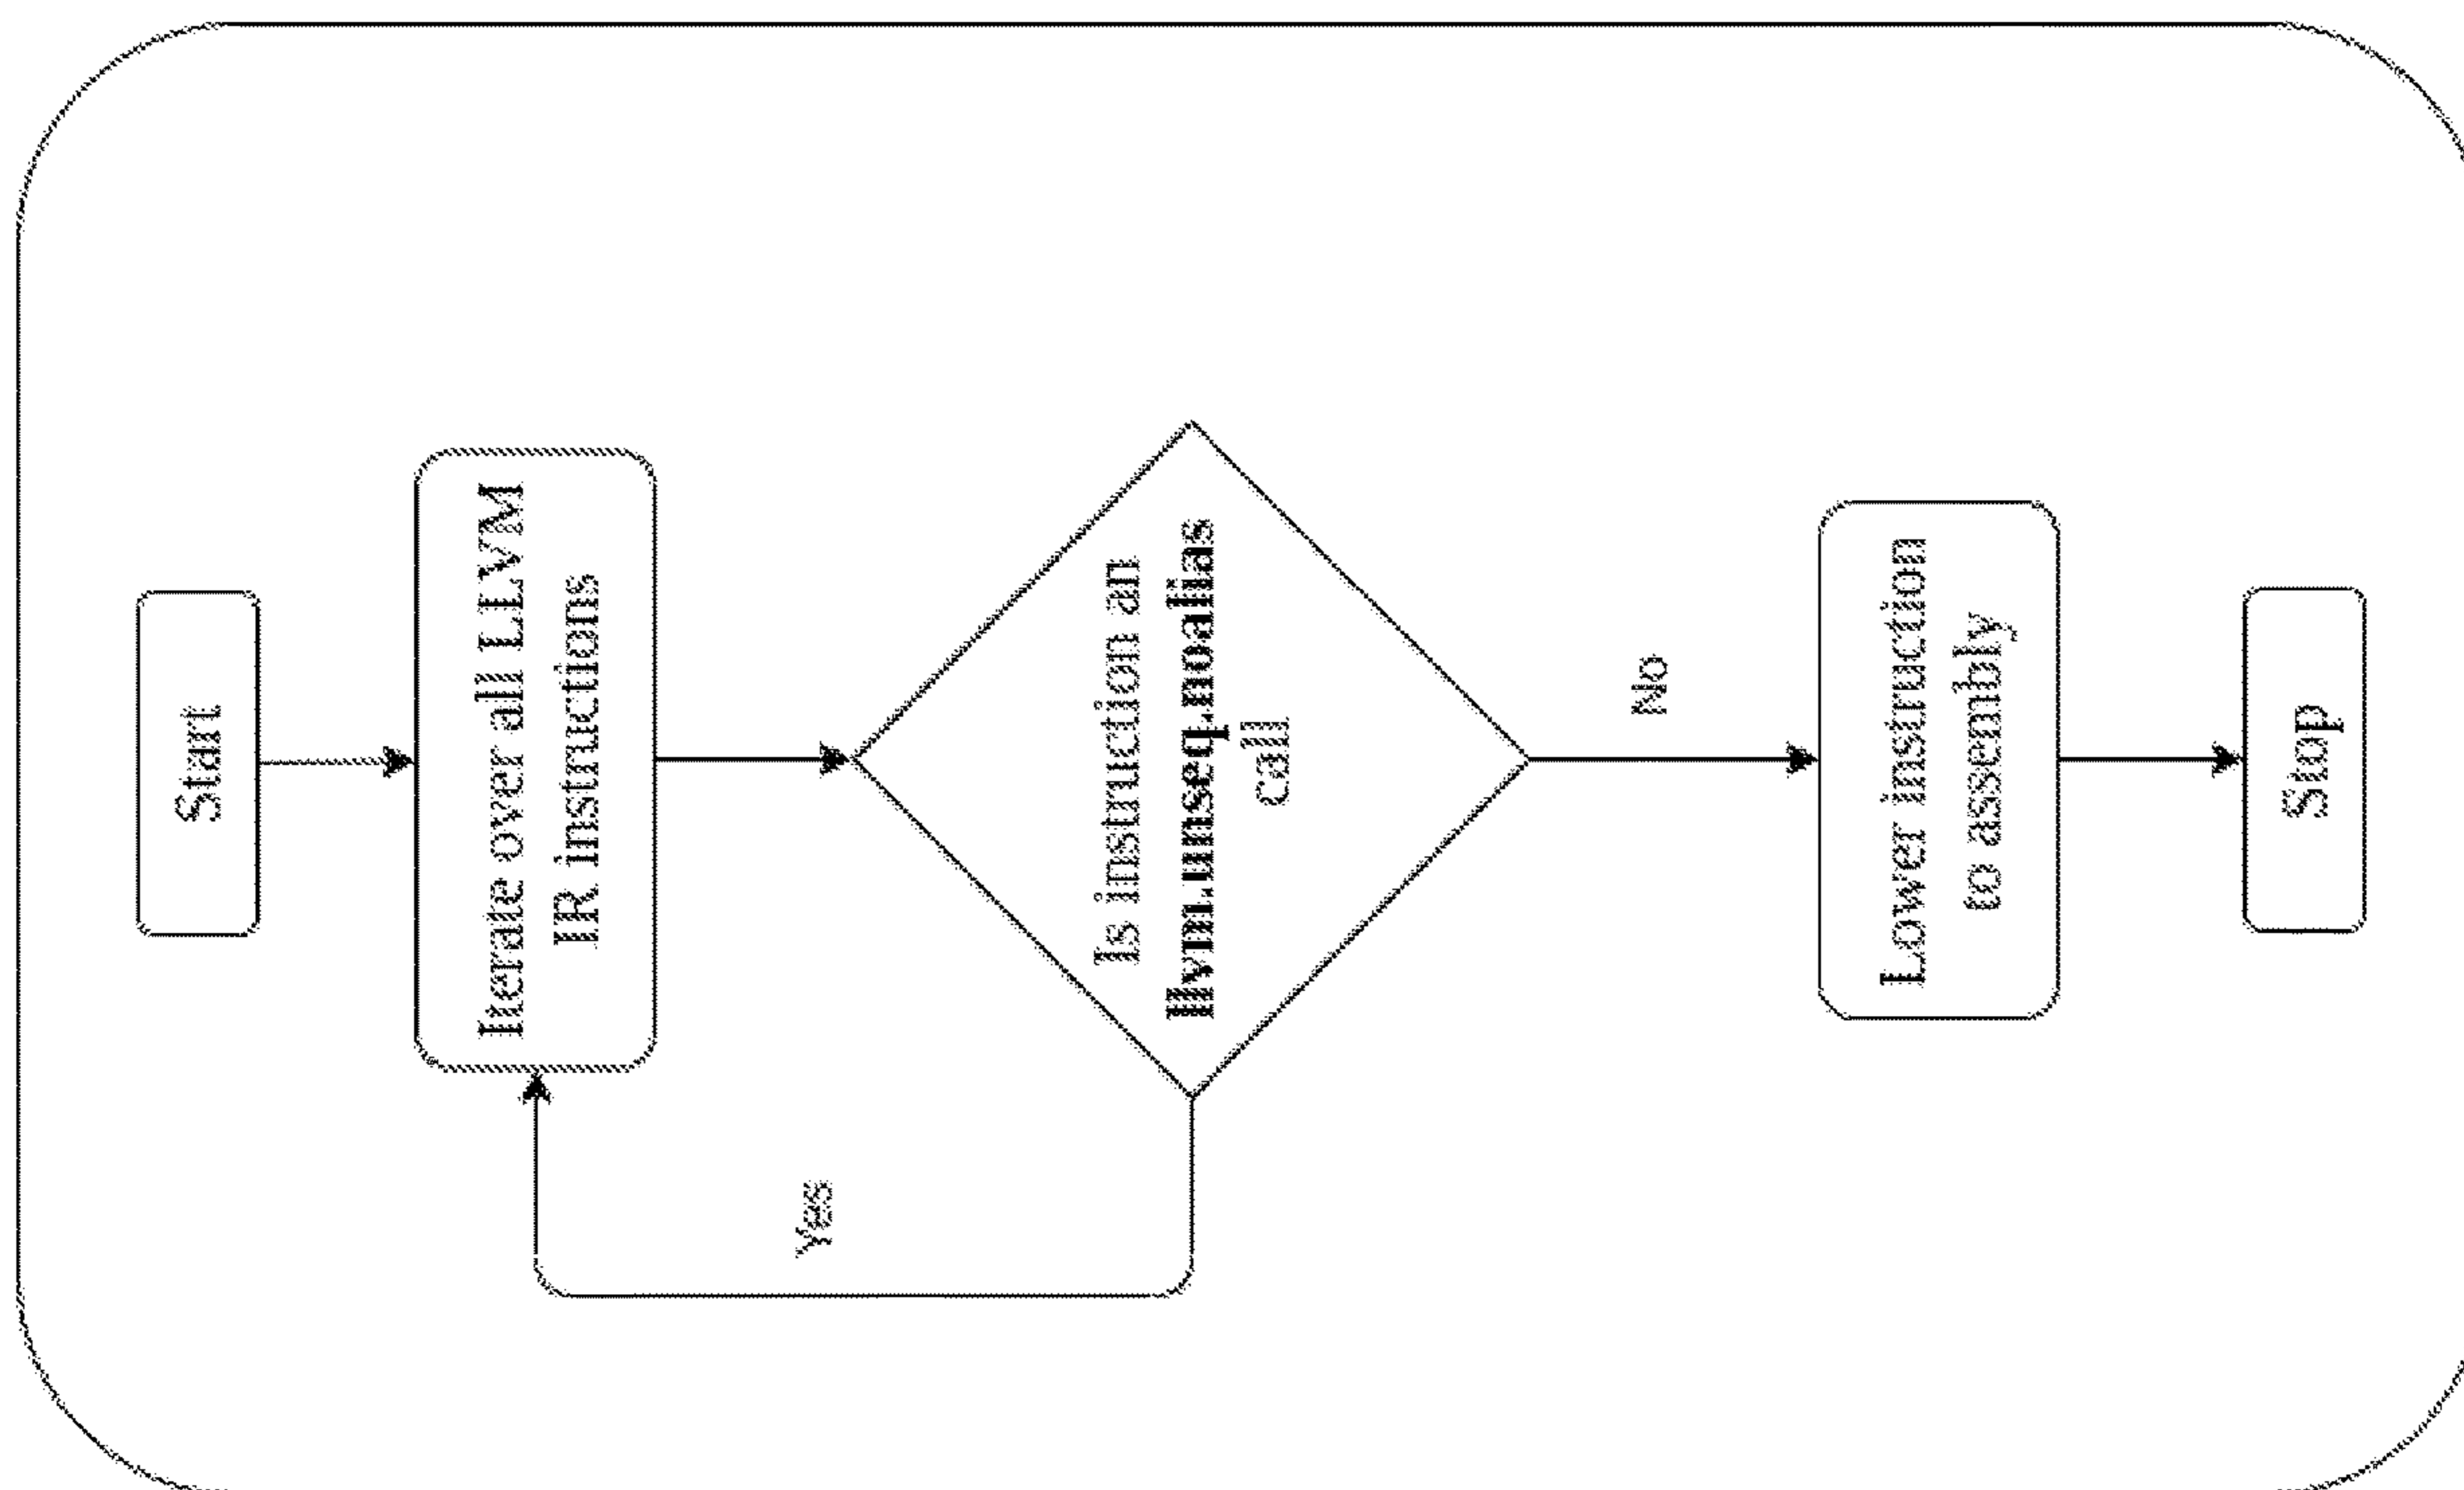 Start
Iterate over all LLVM
IR instructions
Is instruction an
llvm.unseq.noalias
call
Yes
No
Lower instruction
to assembly
Stop